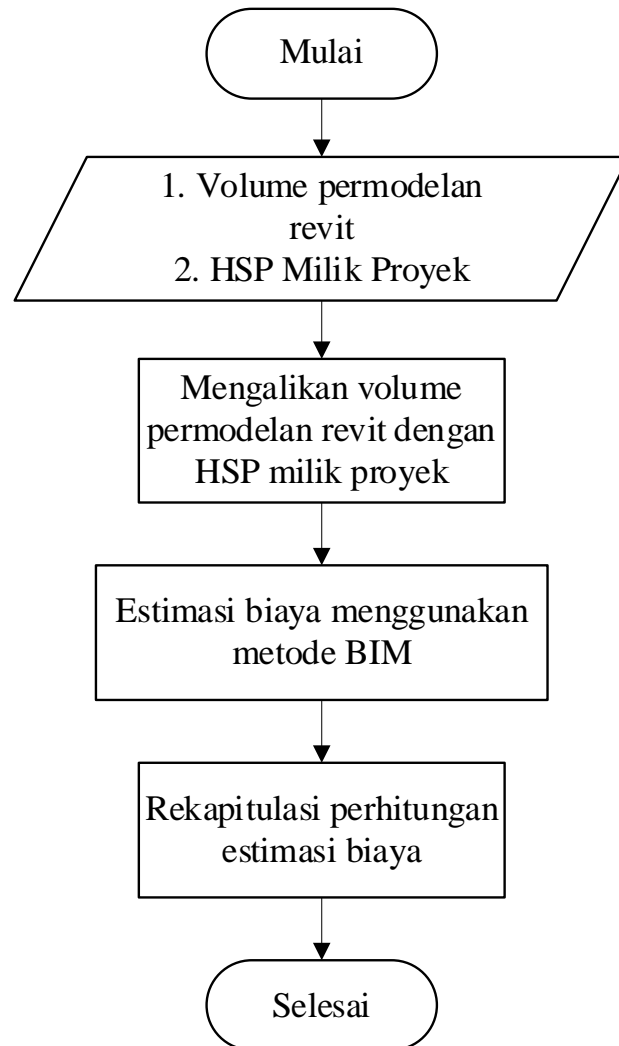 Mulai
1. Volume permodelan
revit
2. HSP Milik Proyek
Mengalikan volume
permodelan revit dengan
HSP milik proyek
Estimasi biaya menggunakan
metode BIM
Rekapitulasi perhitungan
estimasi biaya
Selesai